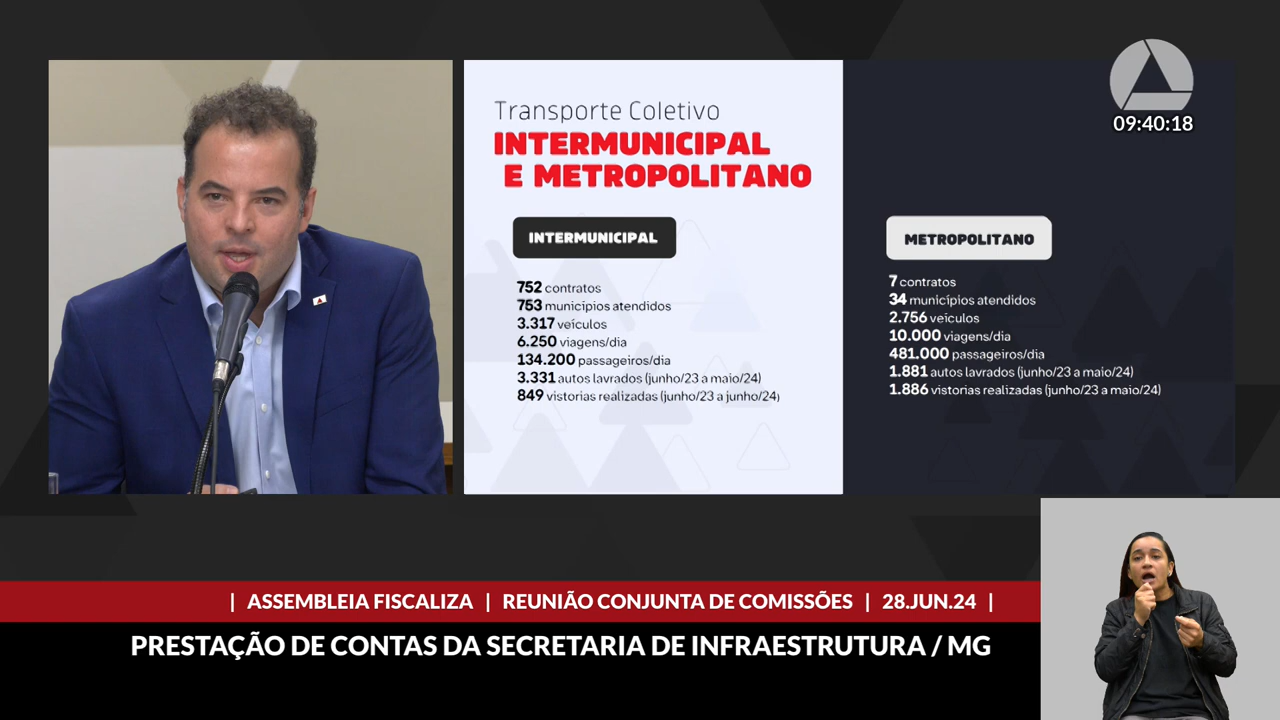 09:40:18
Transporte Coletivo
INTERMUNICIPAL
E METROPOLITANO
INTERMUNICIPAL
752 contratos
753 municípios atendidos
3.317 veículos
6.250 viagens/dia
134.200 passageiros/dia
3.331 autos lavrados (junho/23 a maio/24)
849 vistorias realizadas (junho/23 a junho/24)
METROPOLITANO
7 contratos
34 municípios atendidos
2.756 veiculos
10.000 viagens/dia
481.000 passageiros/dia
1.881 autos lavrados (junho/23 a maio/24)
1.886 vistorias realizadas (junho/23 a maio/24)
| ASSEMBLEIA FISCALIZA | REUNIÃO CONJUNTA DE COMISSÕES | 28.JUN.24 |
PRESTAÇÃO DE CONTAS DA SECRETARIA DE INFRAESTRUTURA / MG